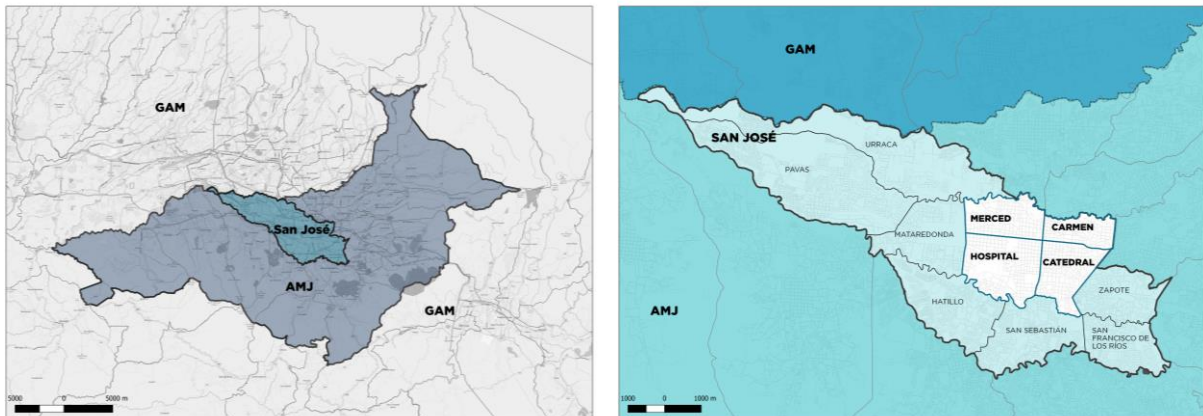 GAM
San José
AMJ
GAM
5000 0 5000 m
GAM
SAN JOSÉ
URRACA
PAVAS
MERCED
CARMEN
MATAREDONDA
HOSPITAL
CATEDRAL
ZAPOTE
HATILLO
AMJ
SAN SEBASTIÁN
SAN
FRANCISCO DE
LOS RÍOS
1000 0 1000 m